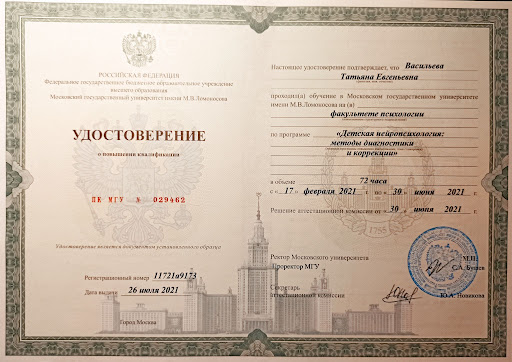 РОССИЙСКАЯ ФЕДЕРАЦИЯ
Федеральное государственное бюджетное образовательное учреждение
высшего образования
Московский государственный университет имени М.В.Ломоносова
УДОСТОВЕРЕНИЕ
о повышении квалификации
ПК МГУ № 029462
Удостоверение является документом установленного образца
Регистрационный номер 11721а9173
Дата выдачи 26 июля 2021
Город Москва
Настоящее удостоверение подтверждает, что Васильева
Татьяна Евгеньевна
проходил(а) обучение в Московском государственном университете
имени М.В.Ломоносова на (в)
факультете психологии
по программе «Детская нейропсихология:
методы диагностики
и коррекции»
в объеме 72 часа
с « 17 » февраля 2021 г. по « 30 » июня 2021 г.
Решение аттестационной комиссии от « 30 » июня 2021 г.
1755
Ректор Московского университета
Проректор МГУ
М.П.
Секретарь
аттестационной комиссии
Ю.А. Новикова